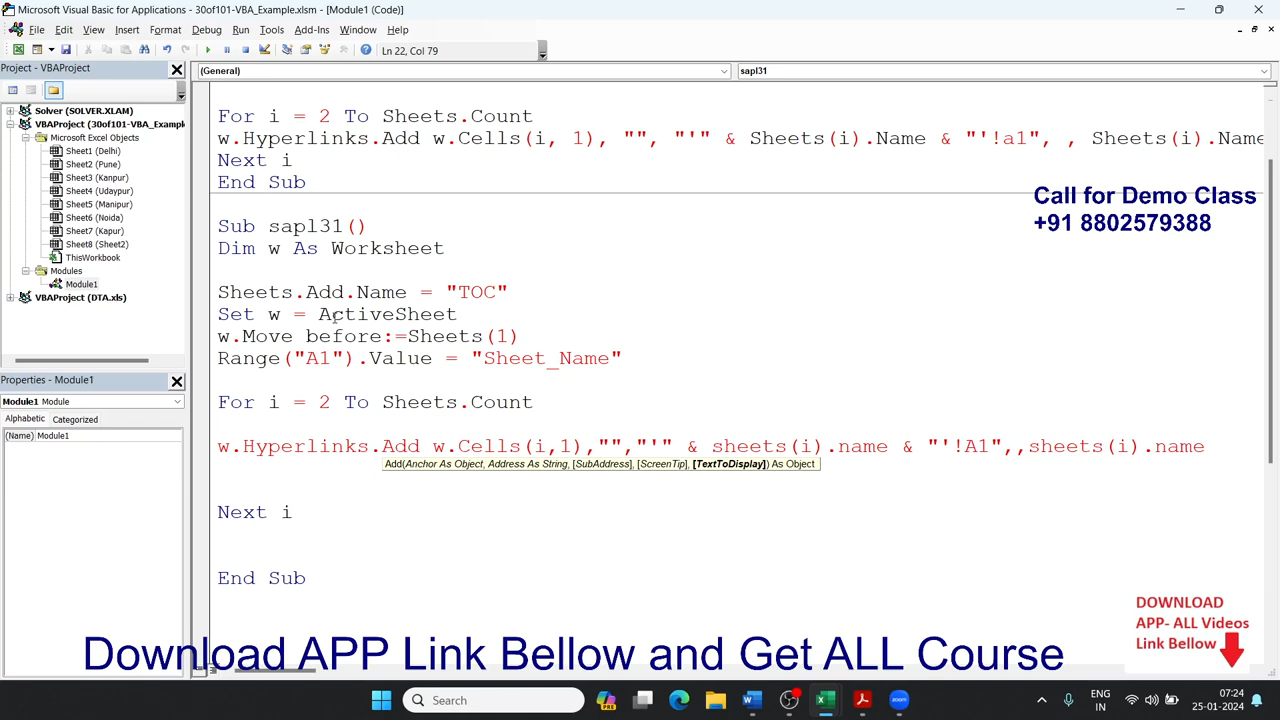 Microsoft Visual Basic for Applications - 30of101-VBA_Example.xlsm - [Module1 (Code)]
File Edit View Insert Format Debug Run Tools Add-Ins Window Help
Ln 22, Col 79
Project - VBAProject
(General)
sapl31
Solver (SOLVER.XLAM)
VBAProject (30of101-VBA_Exampl
Microsoft Excel Objects
Sheet1 (Delhi)
Sheet2 (Pune)
Sheet3 (Kanpur)
Sheet4 (Udaypur)
Sheet5 (Manipur)
Sheet6 (Noida)
Sheet7 (Kapur)
Sheet8 (Sheet2)
ThisWorkbook
Modules
Module1
VBAProject (DTA.xls)
Properties - Module1
Module1 Module
Alphabetic Categorized
(Name) Module1
For i = 2 To Sheets.Count
w.Hyperlinks.Add w.Cells(i, 1), "", "'" & Sheets(i).Name & "'!a1", , Sheets(i).Name
Next i
End Sub
Sub sapl31()
Dim w As Worksheet
Sheets.Add.Name = "TOC"
Set w = ActiveSheet
w.Move before:=Sheets(1)
Range("A1").Value = "Sheet_Name"
For i = 2 To Sheets.Count
w.Hyperlinks.Add w.Cells(i,1),"","'" & sheets(i).name & "'!A1",,sheets(i).name
Add(Anchor As Object, Address As String, [SubAddress], [ScreenTip], [TextToDisplay]) As Object
Next i
End Sub
Call for Demo Class
+91 8802579388
DOWNLOAD
APP- ALL Videos
Link Bellow
Download APP Link Bellow and Get ALL Course
Search
ENG
IN
07:24
25-01-2024